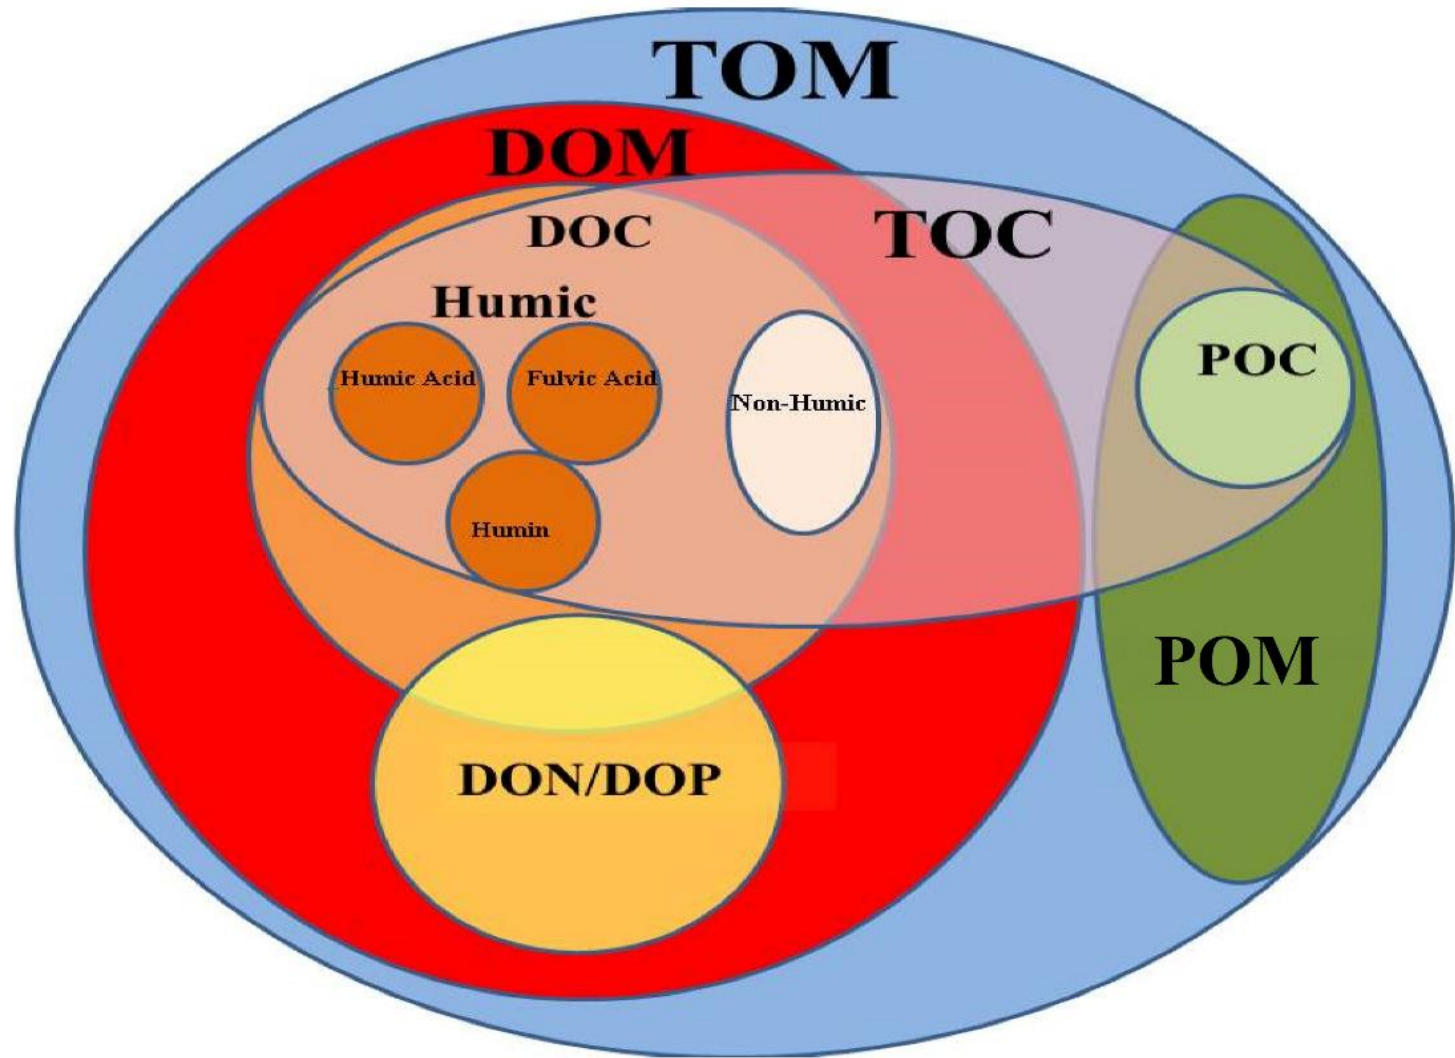 TOM
DOM
TOC
DOC
Humic
Humic Acid
Fulvic Acid
Non-Humic
Humin
POC
POM
DON/DOP